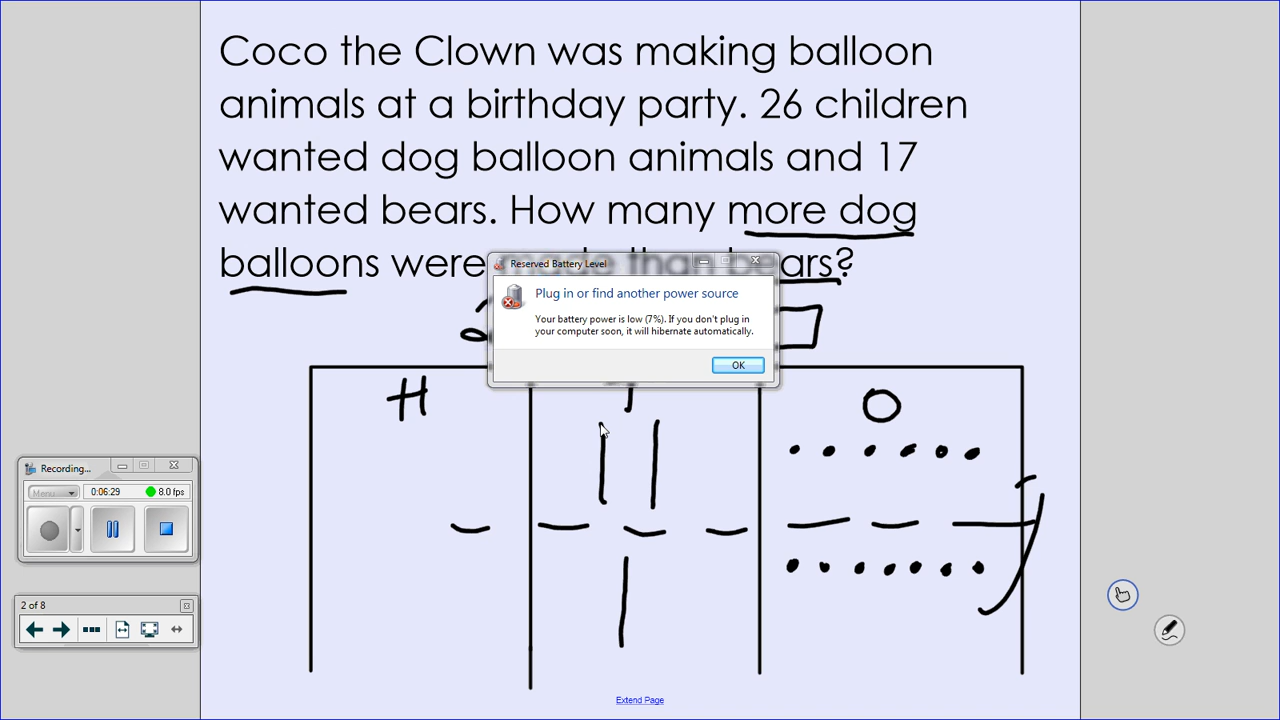 Coco the Clown was making balloon
animals at a birthday party. 26 children
wanted dog balloon animals and 17
wanted bears. How many more dog
balloons were made than bears?
Reserved Battery Level
Plug in or find another power source
Your battery power is low (7%). If you don't plug in
your computer soon, it will hibernate automatically.
OK
H T O
Recording...
Menu 0:06:29 8.0 fps
2 of 8
Extend Page